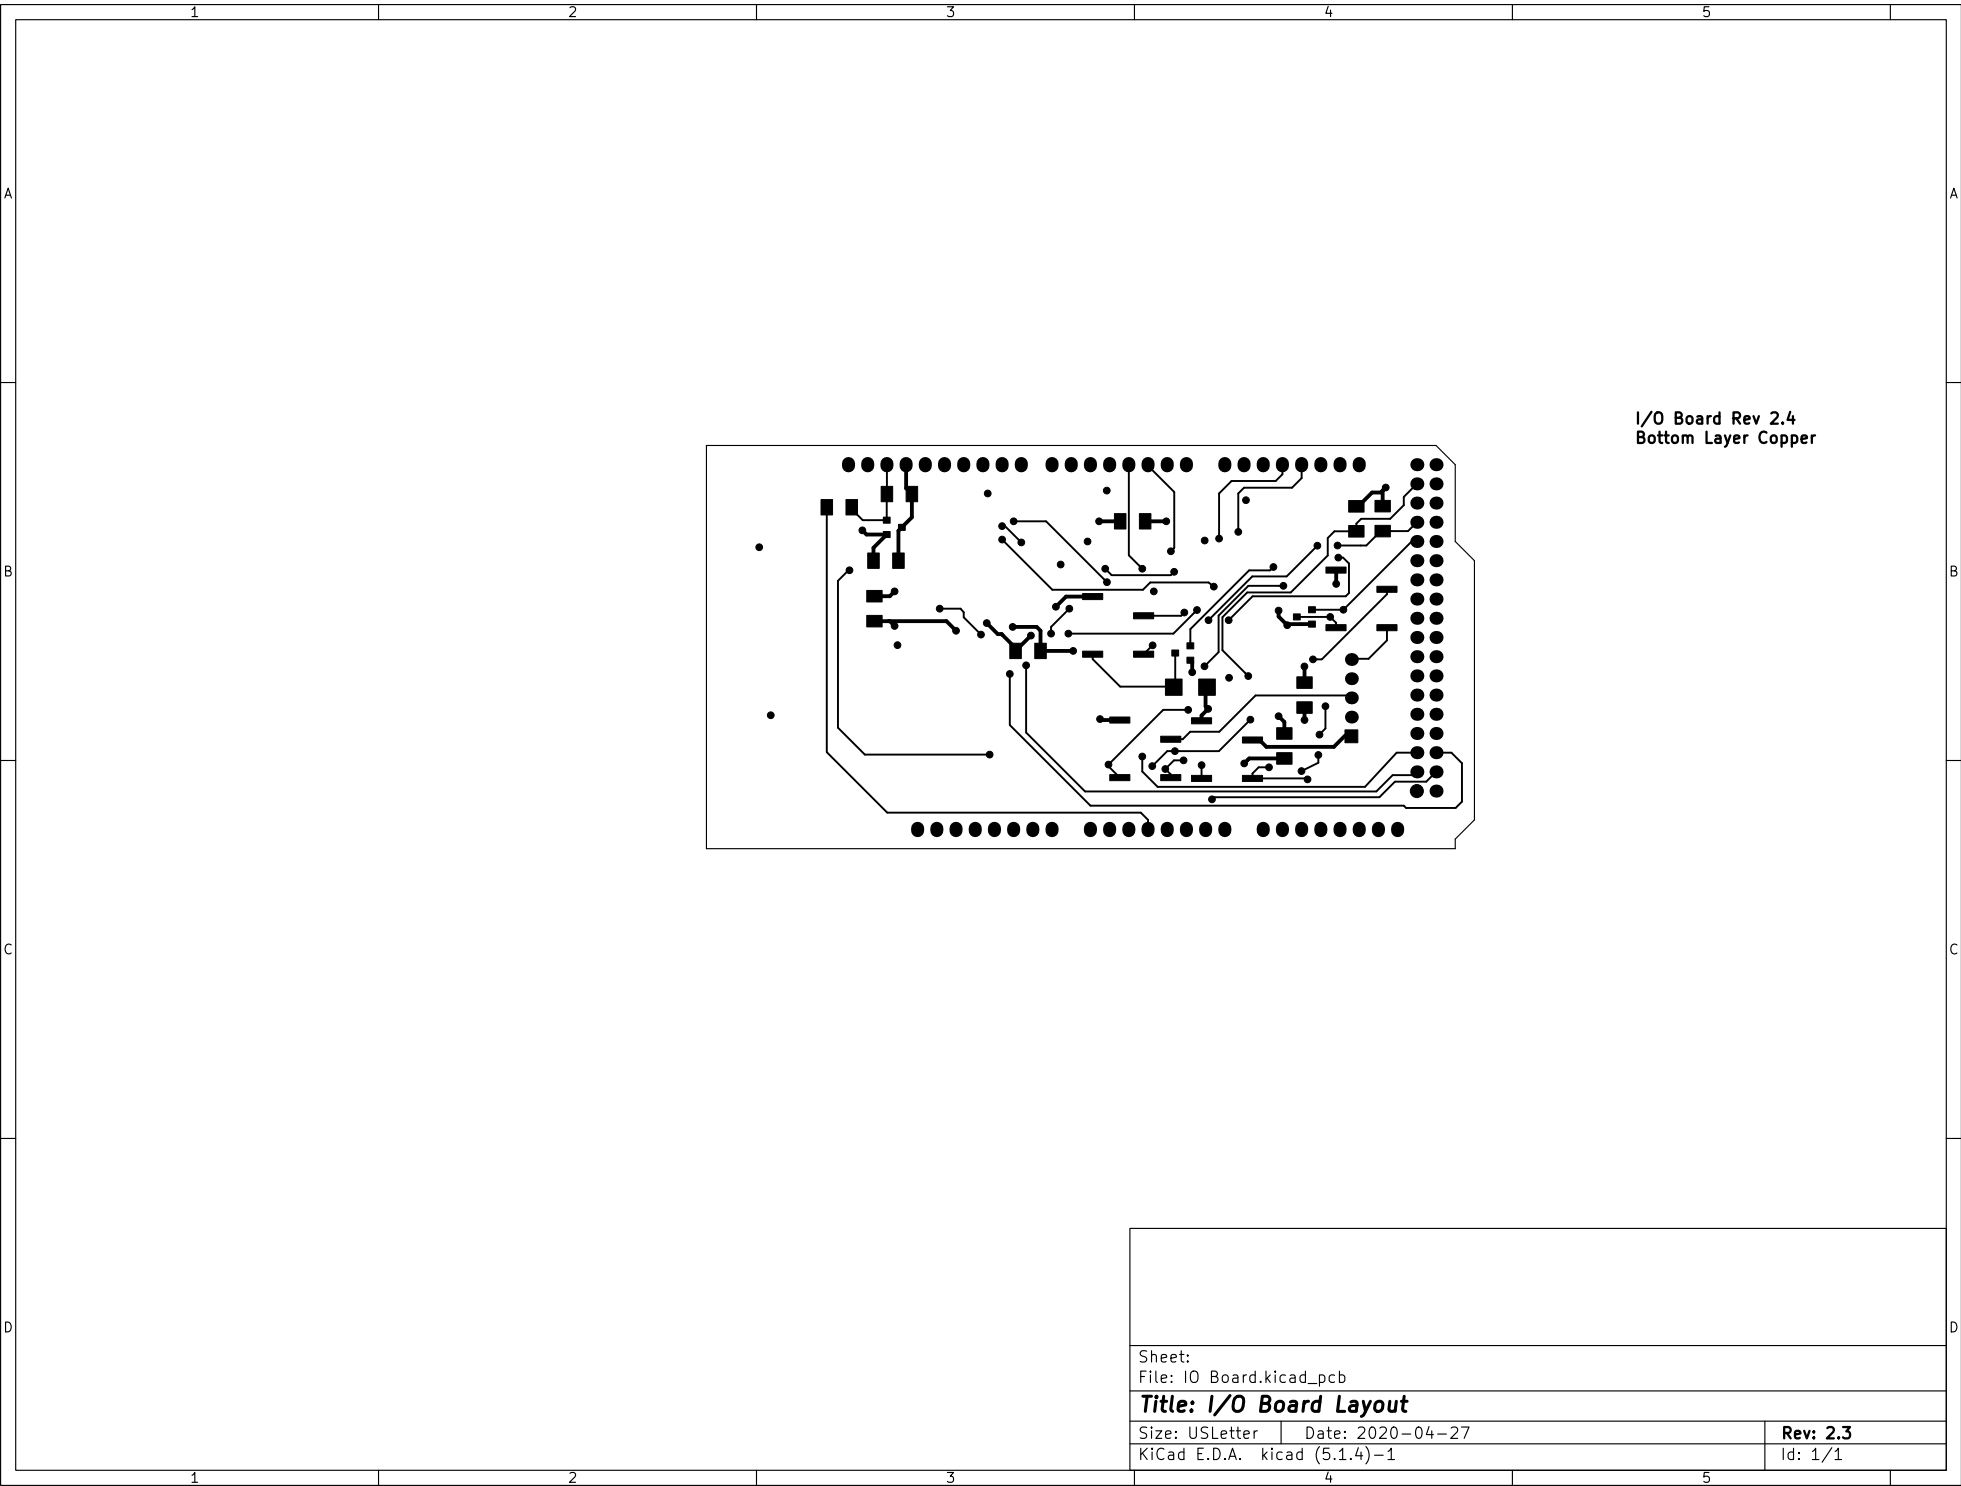 1 2 3 4 5
A A
I/O Board Rev 2.4
Bottom Layer Copper
B B
C C
D D
Sheet:
File: IO Board.kicad_pcb
Title: I/O Board Layout
Size: USLetter Date: 2020-04-27 Rev: 2.3
KiCad E.D.A. kicad (5.1.4)-1 Id: 1/1
1 2 3 4 5